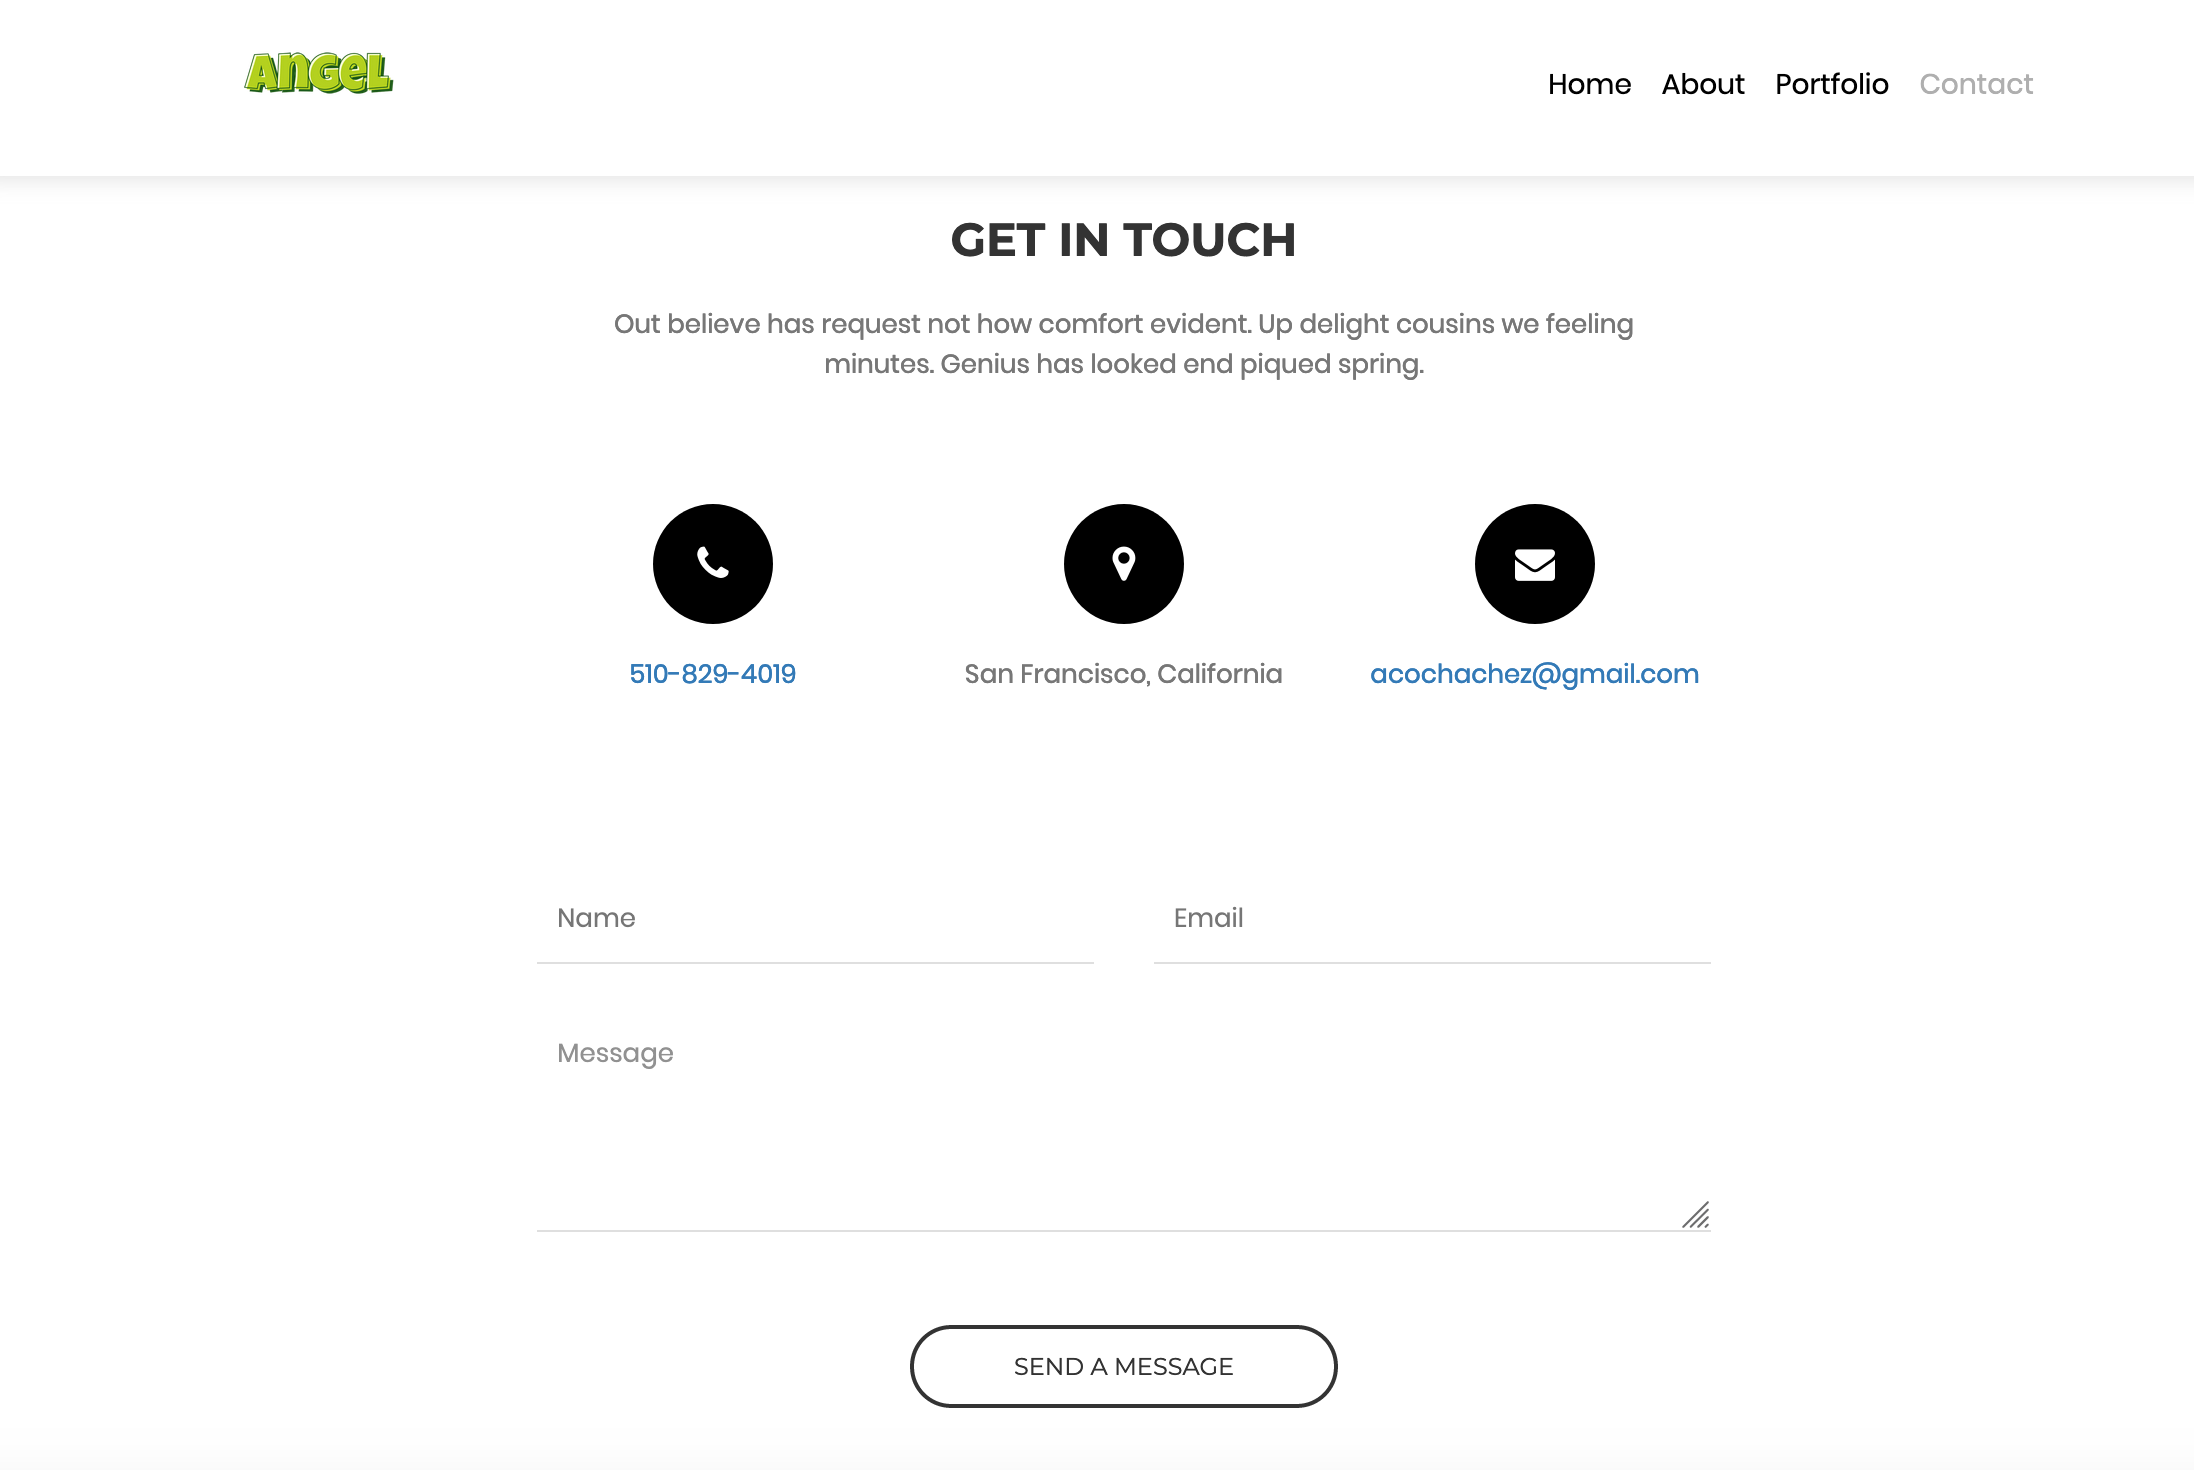 ANGEL
Home About Portfolio Contact
GET IN TOUCH
Out believe has request not how comfort evident. Up delight cousins we feeling
minutes. Genius has looked end piqued spring.
510-829-4019
San Francisco, California
acochachez@gmail.com
Name
Email
Message
SEND A MESSAGE